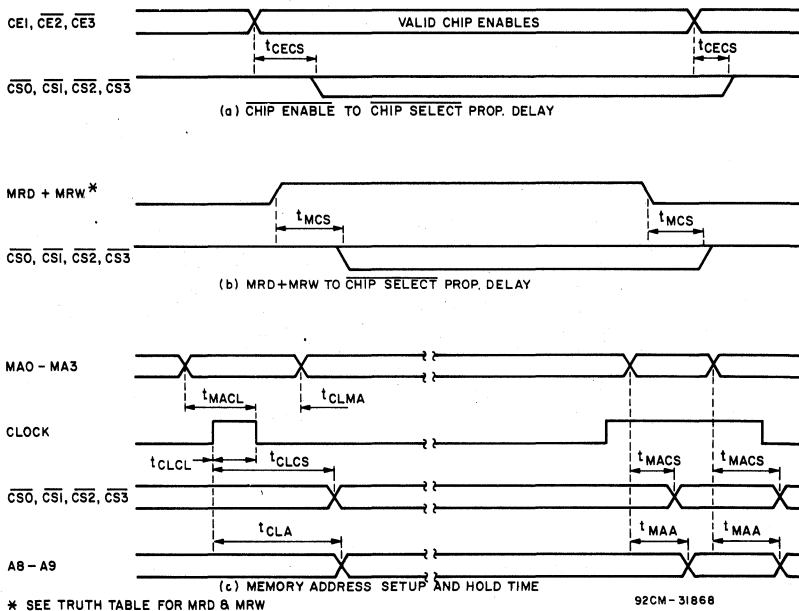 CE1, CE2, CE3
VALID CHIP ENABLES
tCECS
tCECS
CS0, CS1, CS2, CS3
(a) CHIP ENABLE TO CHIP SELECT PROP. DELAY
MRD + MRW*
tMCS
tMCS
CS0, CS1, CS2, CS3
(b) MRD+MRW TO CHIP SELECT PROP. DELAY
MA0 - MA3
tMACL
tCLMA
CLOCK
tCLCL
tCLCS
tMACS
tMACS
CS0, CS1, CS2, CS3
tCLA
tMAA
tMAA
A8 - A9
(c) MEMORY ADDRESS SETUP AND HOLD TIME
* SEE TRUTH TABLE FOR MRD & MRW
92CM-31868